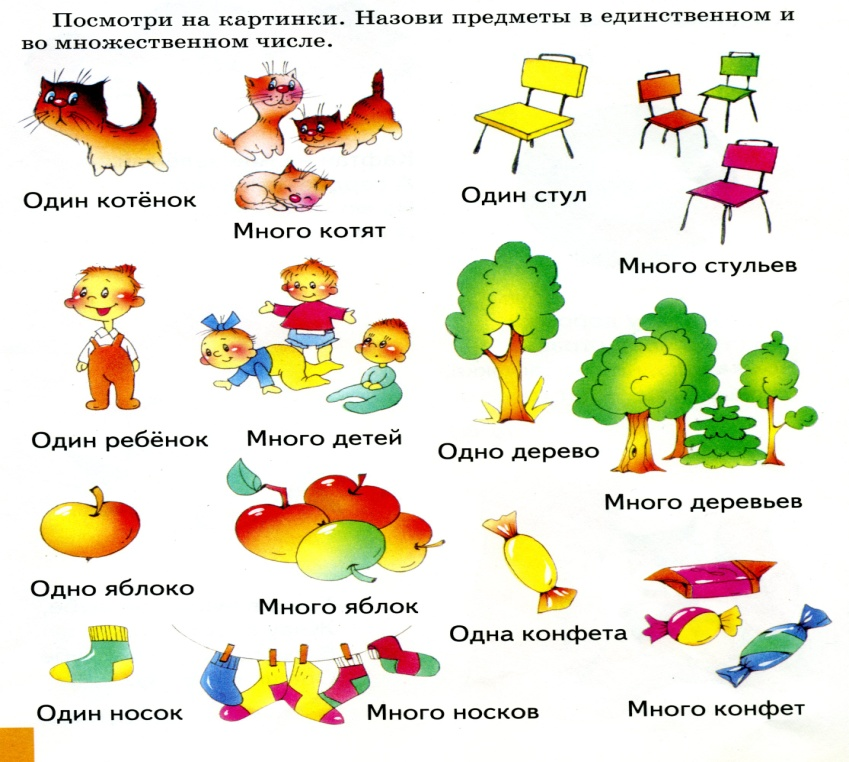 Посмотри на картинки. Назови предметы в единственном и
во множественном числе.
Один котёнок
Много котят
Один стул
Много стульев
Один ребёнок
Много детей
Одно дерево
Много деревьев
Одно яблоко
Много яблок
Одна конфета
Много конфет
Один носок
Много носков